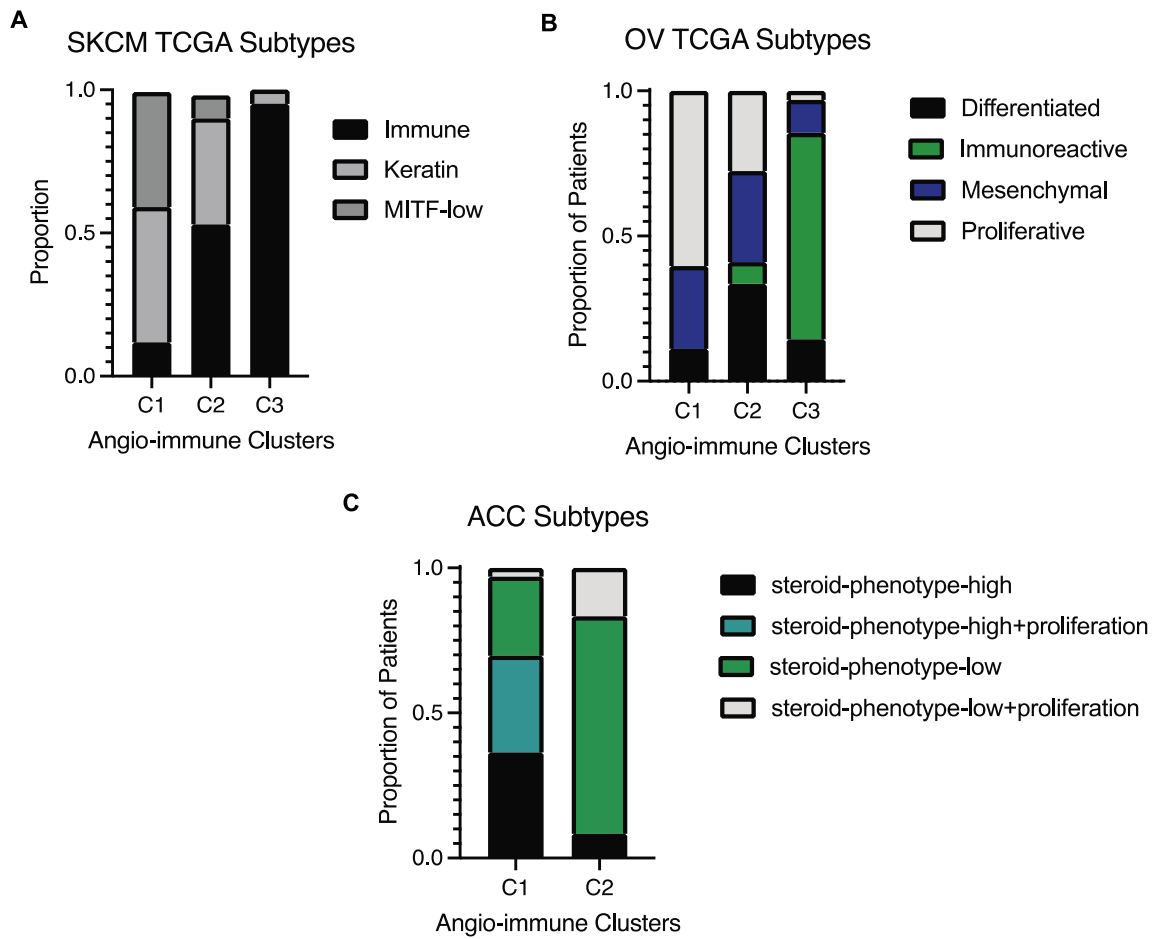 A
SKCM TCGA Subtypes
1.0
0.5
0.0
Proportion
C1 C2 C3
Angio-immune Clusters
Immune
Keratin
MITF-low
B
OV TCGA Subtypes
1.0
0.5
0.0
Proportion of Patients
C1 C2 C3
Angio-immune Clusters
Differentiated
Immunoreactive
Mesenchymal
Proliferative
C
ACC Subtypes
1.0
0.5
0.0
Proportion of Patients
C1 C2
Angio-immune Clusters
steroid-phenotype-high
steroid-phenotype-high+proliferation
steroid-phenotype-low
steroid-phenotype-low+proliferation